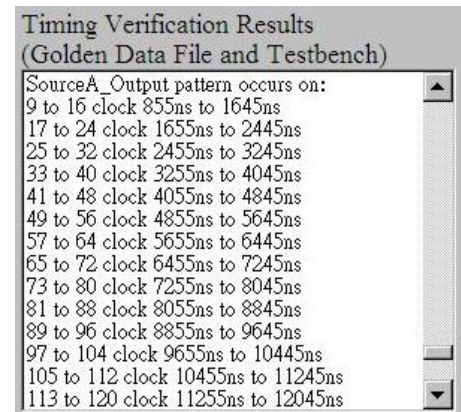 Timing Verification Results
(Golden Data File and Testbench)
SourceA_Output pattern occurs on:
9 to 16 clock 855ns to 1645ns
17 to 24 clock 1655ns to 2445ns
25 to 32 clock 2455ns to 3245ns
33 to 40 clock 3255ns to 4045ns
41 to 48 clock 4055ns to 4845ns
49 to 56 clock 4855ns to 5645ns
57 to 64 clock 5655ns to 6445ns
65 to 72 clock 6455ns to 7245ns
73 to 80 clock 7255ns to 8045ns
81 to 88 clock 8055ns to 8845ns
89 to 96 clock 8855ns to 9645ns
97 to 104 clock 9655ns to 10445ns
105 to 112 clock 10455ns to 11245ns
113 to 120 clock 11255ns to 12045ns